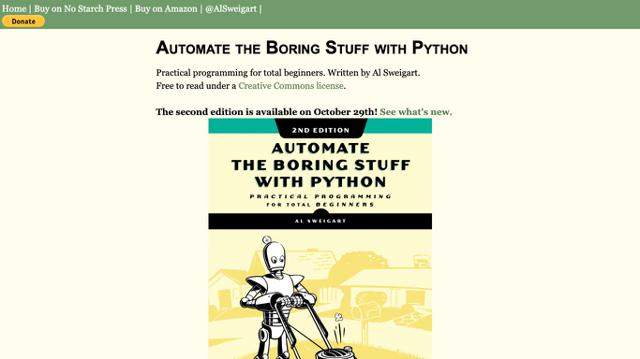 Home | Buy on No Starch Press | Buy on Amazon | @AlSweigart |
Donate
Automate the Boring Stuff with Python
Practical programming for total beginners. Written by Al Sweigart.
Free to read under a Creative Commons license.
The second edition is available on October 29th! See what's new.
2ND EDITION
AUTOMATE
THE BORING STUFF
WITH PYTHON
PRACTICAL PROGRAMMING
FOR TOTAL BEGINNERS
AL SWEIGART